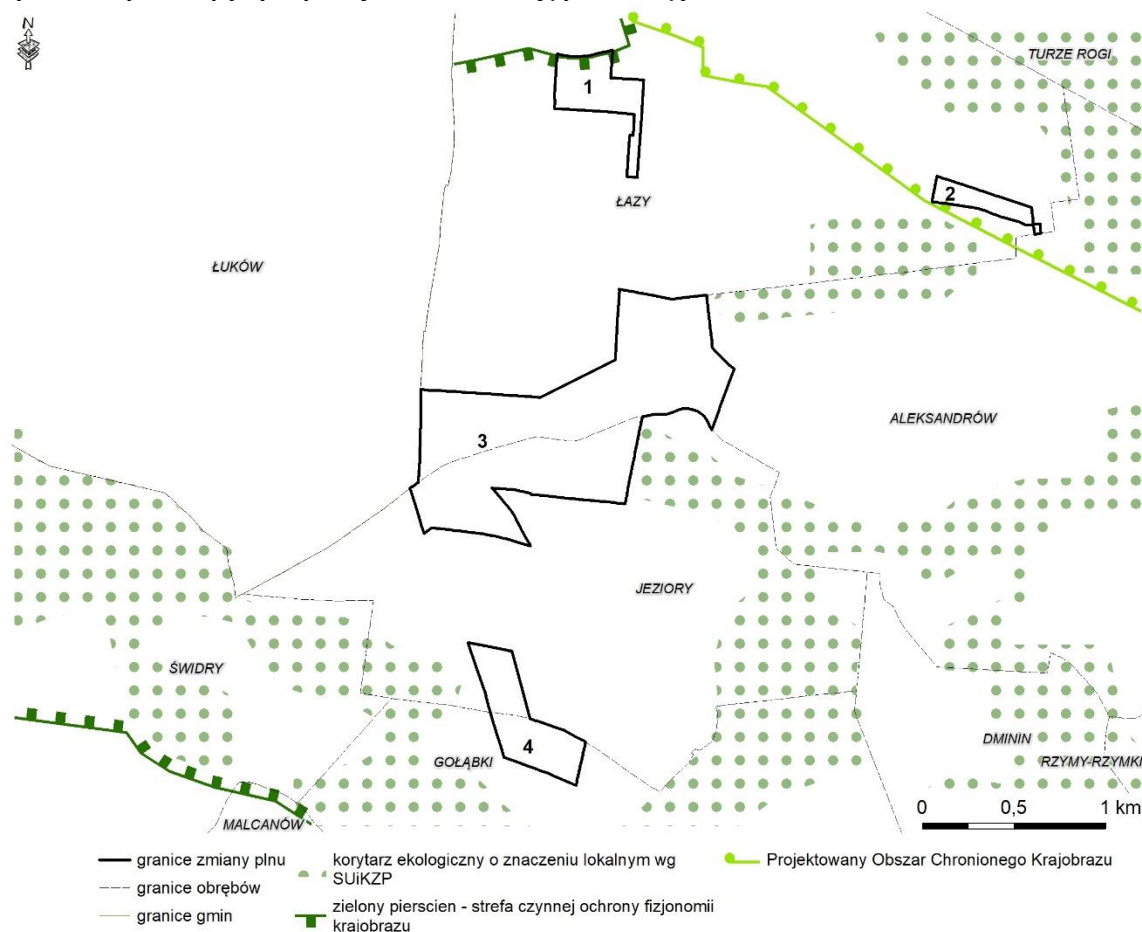 N
TURZE ROGI
1
ŁAZY
2
ŁUKÓW
ALEKSANDRÓW
3
JEZIORY
ŚWIDRY
4
GOŁĄBKI
DMININ
RZYMY-RZYMKI
MALCANÓW
0 0,5 1 km
granice zmiany plnu
granice obrębów
granice gmin
korytarz ekologiczny o znaczeniu lokalnym wg
SUiKZP
zielony pierscien - strefa czynnej ochrony fizjonomii
krajobrazu
Projektowany Obszar Chronionego Krajobrazu